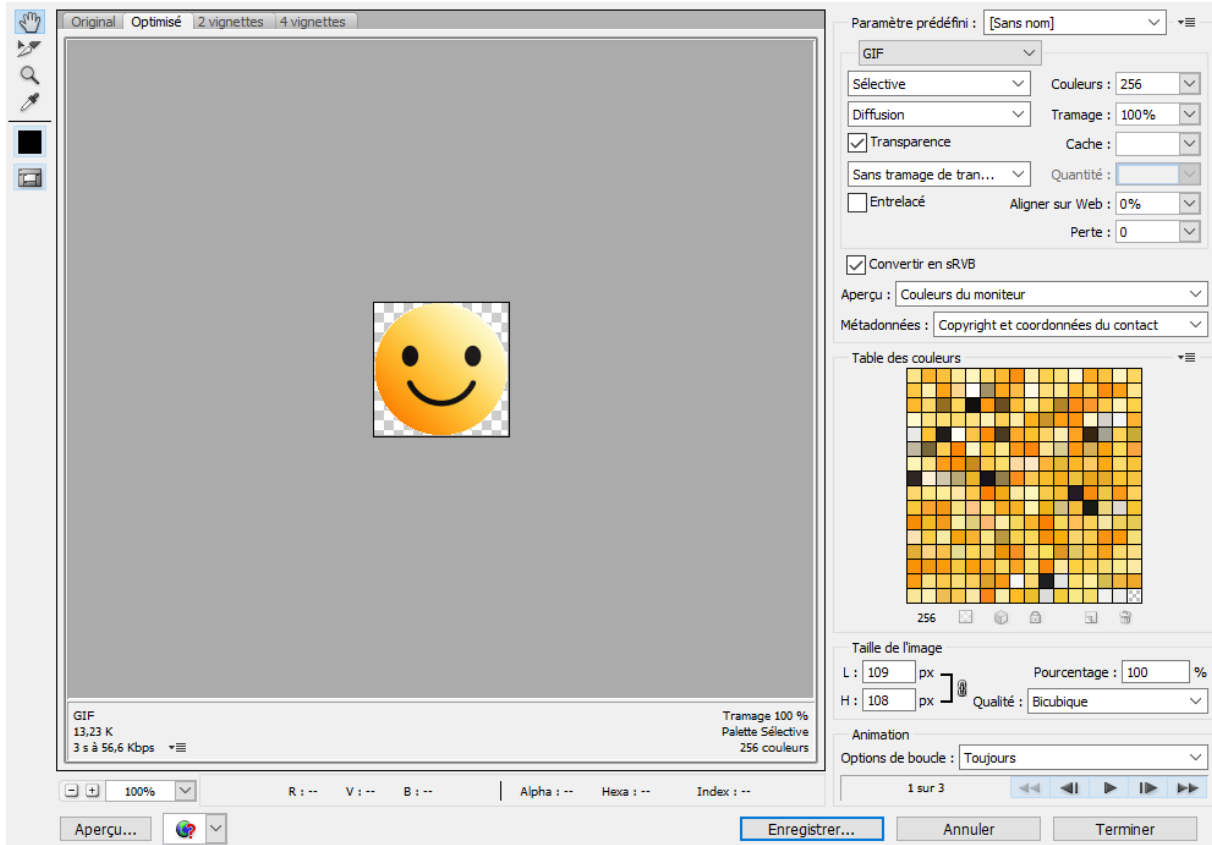 Original Optimisé 2 vignettes 4 vignettes
Paramètre prédéfini : [Sans nom]
GIF
Sélective Couleurs : 256
Diffusion Tramage : 100%
Transparence Cache :
Sans tramage de tran... Quantité :
Entrelacé Aligner sur Web : 0%
Perte : 0
Convertir en sRVB
Aperçu : Couleurs du moniteur
Métadonnées : Copyright et coordonnées du contact
Table des couleurs
256
Taille de l'image
L : 109 px Pourcentage : 100 %
H : 108 px Qualité : Bicubique
GIF Tramage 100 %
13,23 K Palette Sélective
3 s à 56,6 Kbps 256 couleurs
Animation
Options de boucle : Toujours
100% R : -- V : -- B : -- Alpha : -- Hexa : -- Index : -- 1 sur 3
Aperçu... Enregistrer... Annuler Terminer